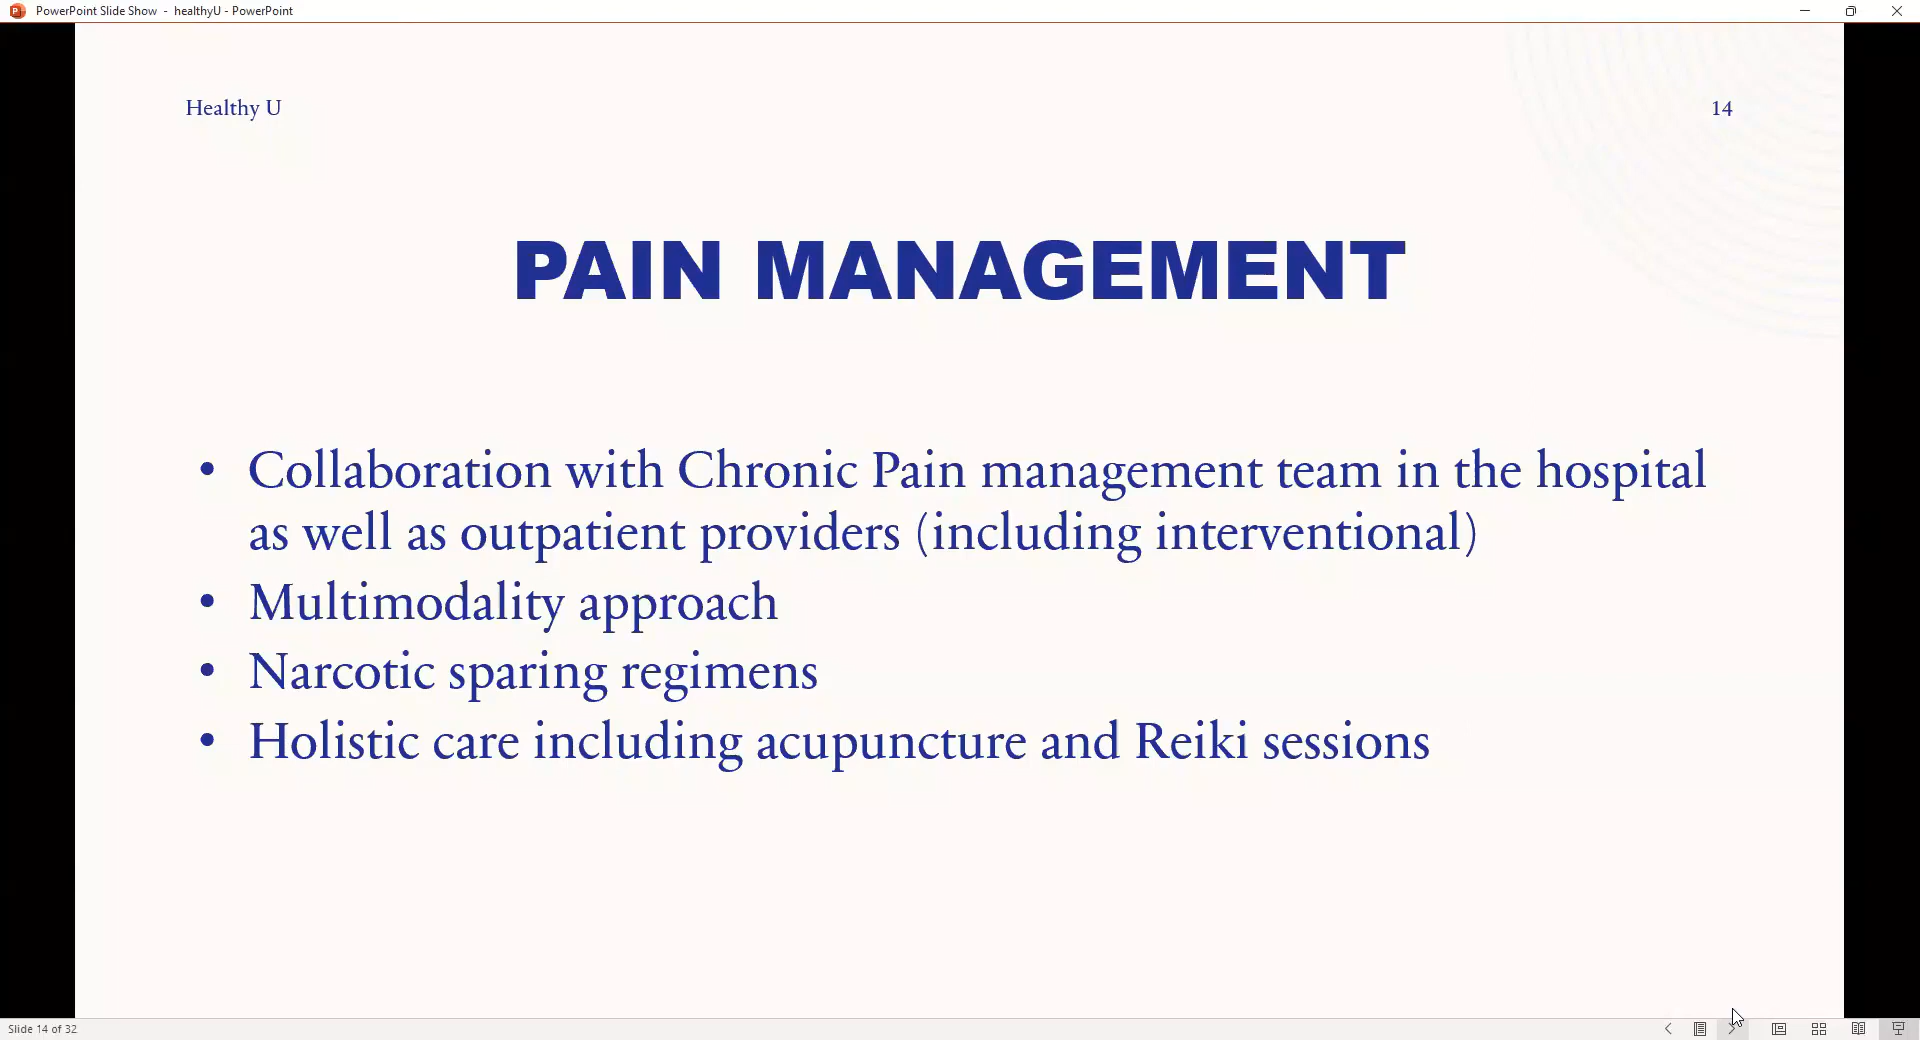 PowerPoint Slide Show - healthyU - PowerPoint
Healthy U
14
PAIN MANAGEMENT
• Collaboration with Chronic Pain management team in the hospital
as well as outpatient providers (including interventional)
• Multimodality approach
• Narcotic sparing regimens
• Holistic care including acupuncture and Reiki sessions
Slide 14 of 32